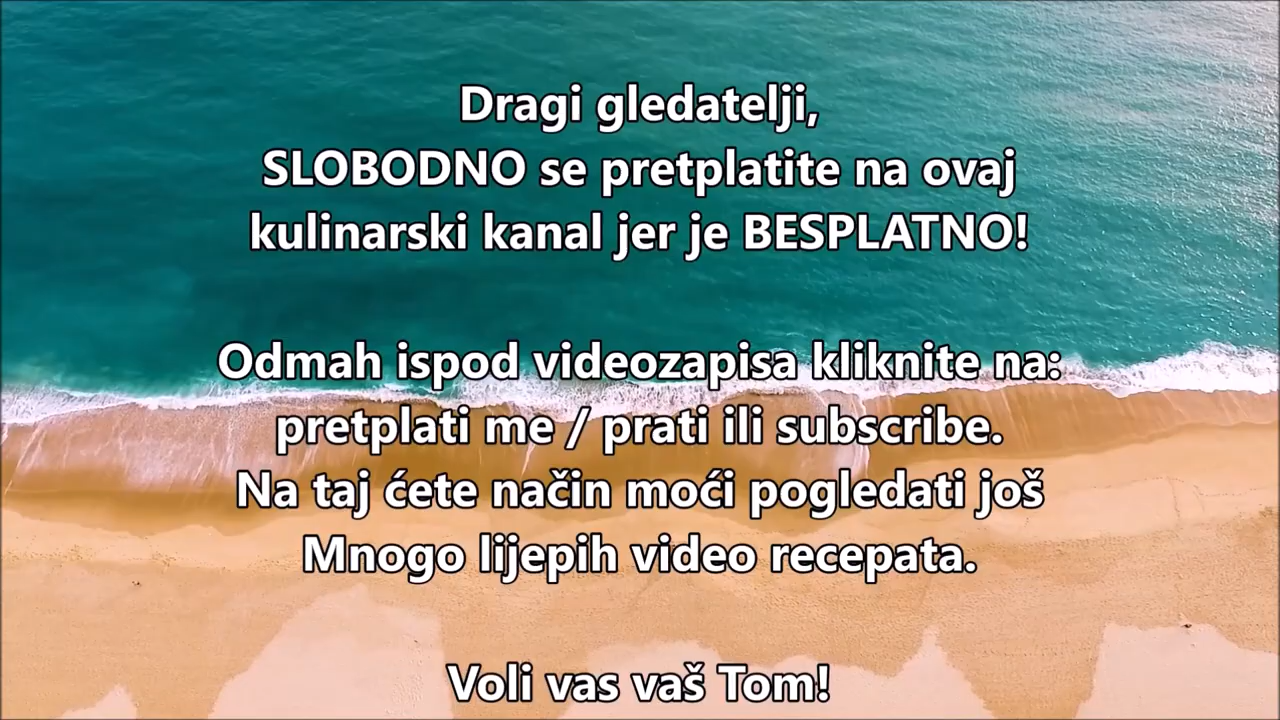 Dragi gledatelji,
SLOBODNO se pretplatite na ovaj
kulinarski kanal jer je BESPLATNO!
Odmah ispod videozapisa kliknite na:
pretplati me / prati ili subscribe.
Na taj ćete način moći pogledati još
Mnogo lijepih video recepata.
Voli vas vaš Tom!